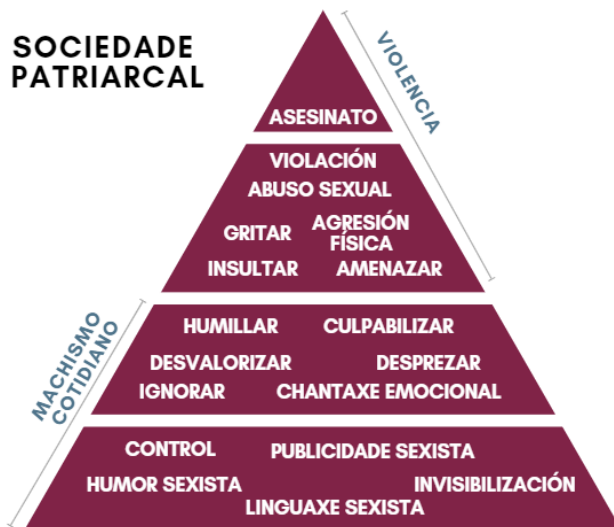 SOCIEDADE
PATRIARCAL
VIOLENCIA
ASESINATO
VIOLACIÓN
ABUSO SEXUAL
GRITAR
AGRESIÓN
FÍSICA
INSULTAR
AMENAZAR
MACHISMO
COTIDIANO
HUMILLAR
CULPABILIZAR
DESVALORIZAR
DESPREZAR
IGNORAR
CHANTAXE EMOCIONAL
CONTROL
PUBLICIDADE SEXISTA
HUMOR SEXISTA
INVISIBILIZACIÓN
LINGUAXE SEXISTA